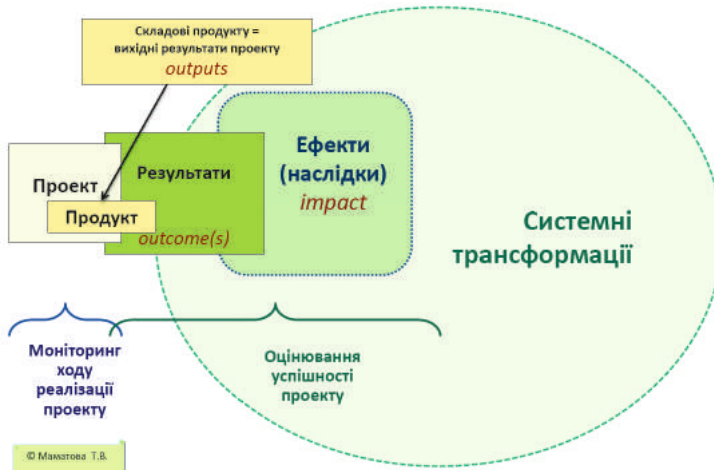 Складові продукту =
вихідні результати проекту
outputs
Проект
Продукт
Результати
outcome(s)
Ефекти
(наслідки)
impact
Системні
трансформації
Моніторинг
ходу
реалізації
проекту
Оцінювання
успішності
проекту
© Маматова Т.В.